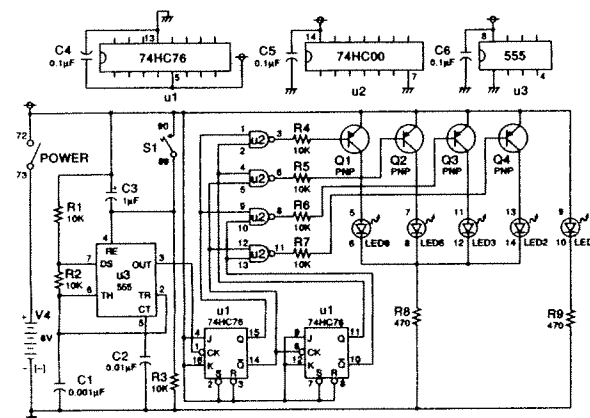 C4
0.1µF
13
74HC76
5
u1
C5
0.1µF
14
74HC00
7
u2
C6
0.1µF
8
555
4
u3
72
73
POWER
90
S1
89
C3
1µF
R1
10K
R2
10K
7
6
4
RE
DS
OUT
3
u3
555
TH
TR
2
CT
5
V4
6V
[-]
C1
0.001µF
C2
0.01µF
R3
10K
1
2
u2
3
R4
10K
4
5
u2
6
R5
10K
9
10
u2
8
R6
10K
12
13
u2
11
R7
10K
Q1
PNP
Q2
PNP
Q3
PNP
Q4
PNP
5
6
7
8
11
12
LED3
13
14
LED2
9
10
R8
470
R9
470
u1
74HC76
4
1
16
J
CK
K
Q
Q
15
14
S
R
2
3
u1
74HC76
9
6
12
J
CK
K
Q
Q
11
10
S
R
7
8